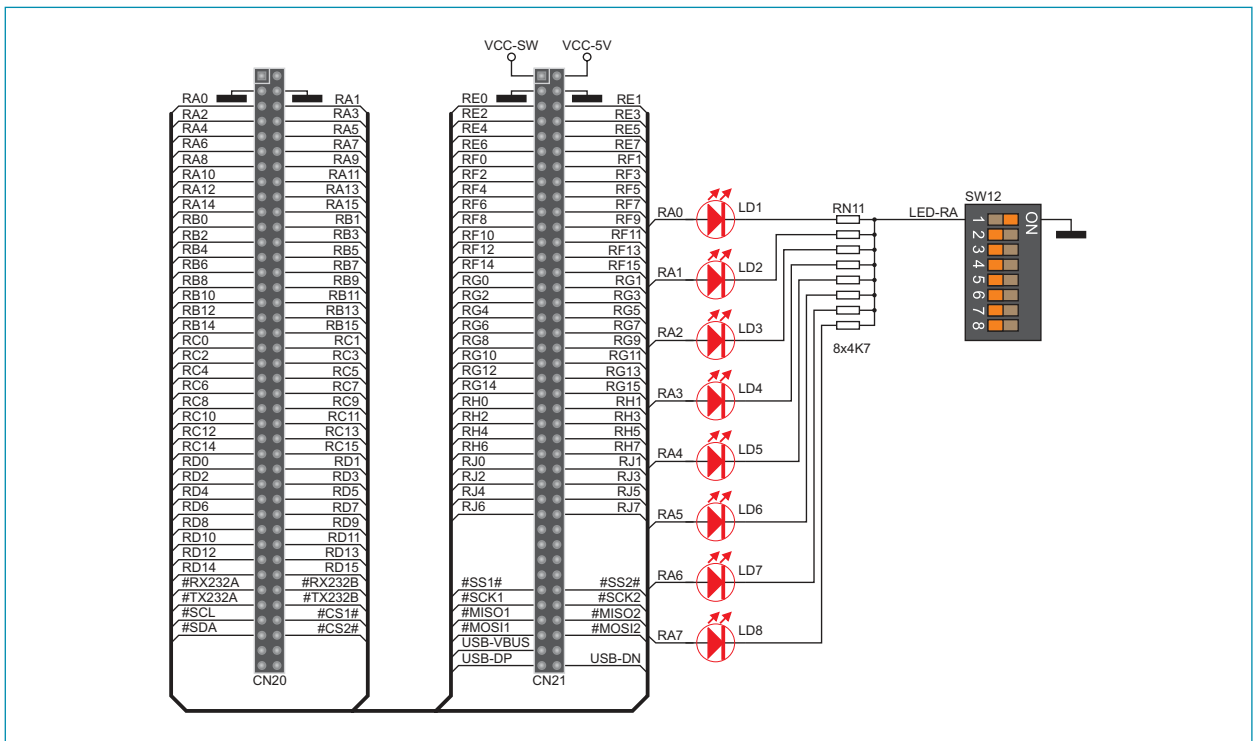 VCC-SW VCC-5V
RA0 RA1 RE0 RE1
RA2 RA3 RE2 RE3
RA4 RA5 RE4 RE5
RA6 RA7 RE6 RE7
RA8 RA9 RF0 RF1
RA10 RA11 RF2 RF3
RA12 RA13 RF4 RF5
RA14 RA15 RF6 RF7
RB0 RB1 RF8 RF9
RB2 RB3 RF10 RF11
RB4 RB5 RF12 RF13
RB6 RB7 RF14 RF15
RB8 RB9 RG0 RG1
RB10 RB11 RG2 RG3
RB12 RB13 RG4 RG5
RB14 RB15 RG6 RG7
RC0 RC1 RG8 RG9
RC2 RC3 RG10 RG11
RC4 RC5 RG12 RG13
RC6 RC7 RG14 RG15
RC8 RC9 RH0 RH1
RC10 RC11 RH2 RH3
RC12 RC13 RH4 RH5
RC14 RC15 RH6 RH7
RD0 RD1 RJ0 RJ1
RD2 RD3 RJ2 RJ3
RD4 RD5 RJ4 RJ5
RD6 RD7 RJ6 RJ7
RD8 RD9
RD10 RD11
RD12 RD13
RD14 RD15
#RX232A #RX232B #SS1# #SS2#
#TX232A #TX232B #SCK1 #SCK2
#SCL #CS1# #MISO1 #MISO2
#SDA #CS2# #MOSI1 #MOSI2
USB-VBUS
USB-DP USB-DN
CN20 CN21
RA0 LD1
RA1 LD2
RA2 LD3
RA3 LD4
RA4 LD5
RA5 LD6
RA6 LD7
RA7 LD8
RN11
8x4K7
LED-RA
SW12
ON
1
2
3
4
5
6
7
8